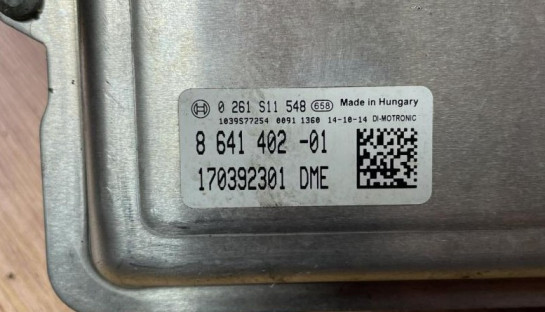 0 261 S11 548 658 Made in Hungary
1039S77254 0091 1360 14-10-14 DI-MOTRONIC
8 641 402 -01
170392301 DME